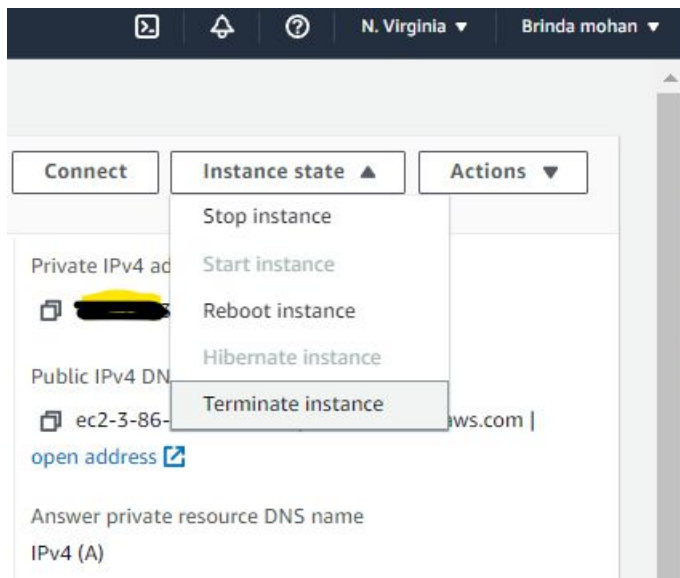 N. Virginia ▼ Brinda mohan ▼
Connect Instance state ▲ Actions ▼
Stop instance
Private IPv4 ad Start instance
Reboot instance
Hibernate instance
Public IPv4 DN
Terminate instance
ec2-3-86- aws.com |
open address
Answer private resource DNS name
IPv4 (A)